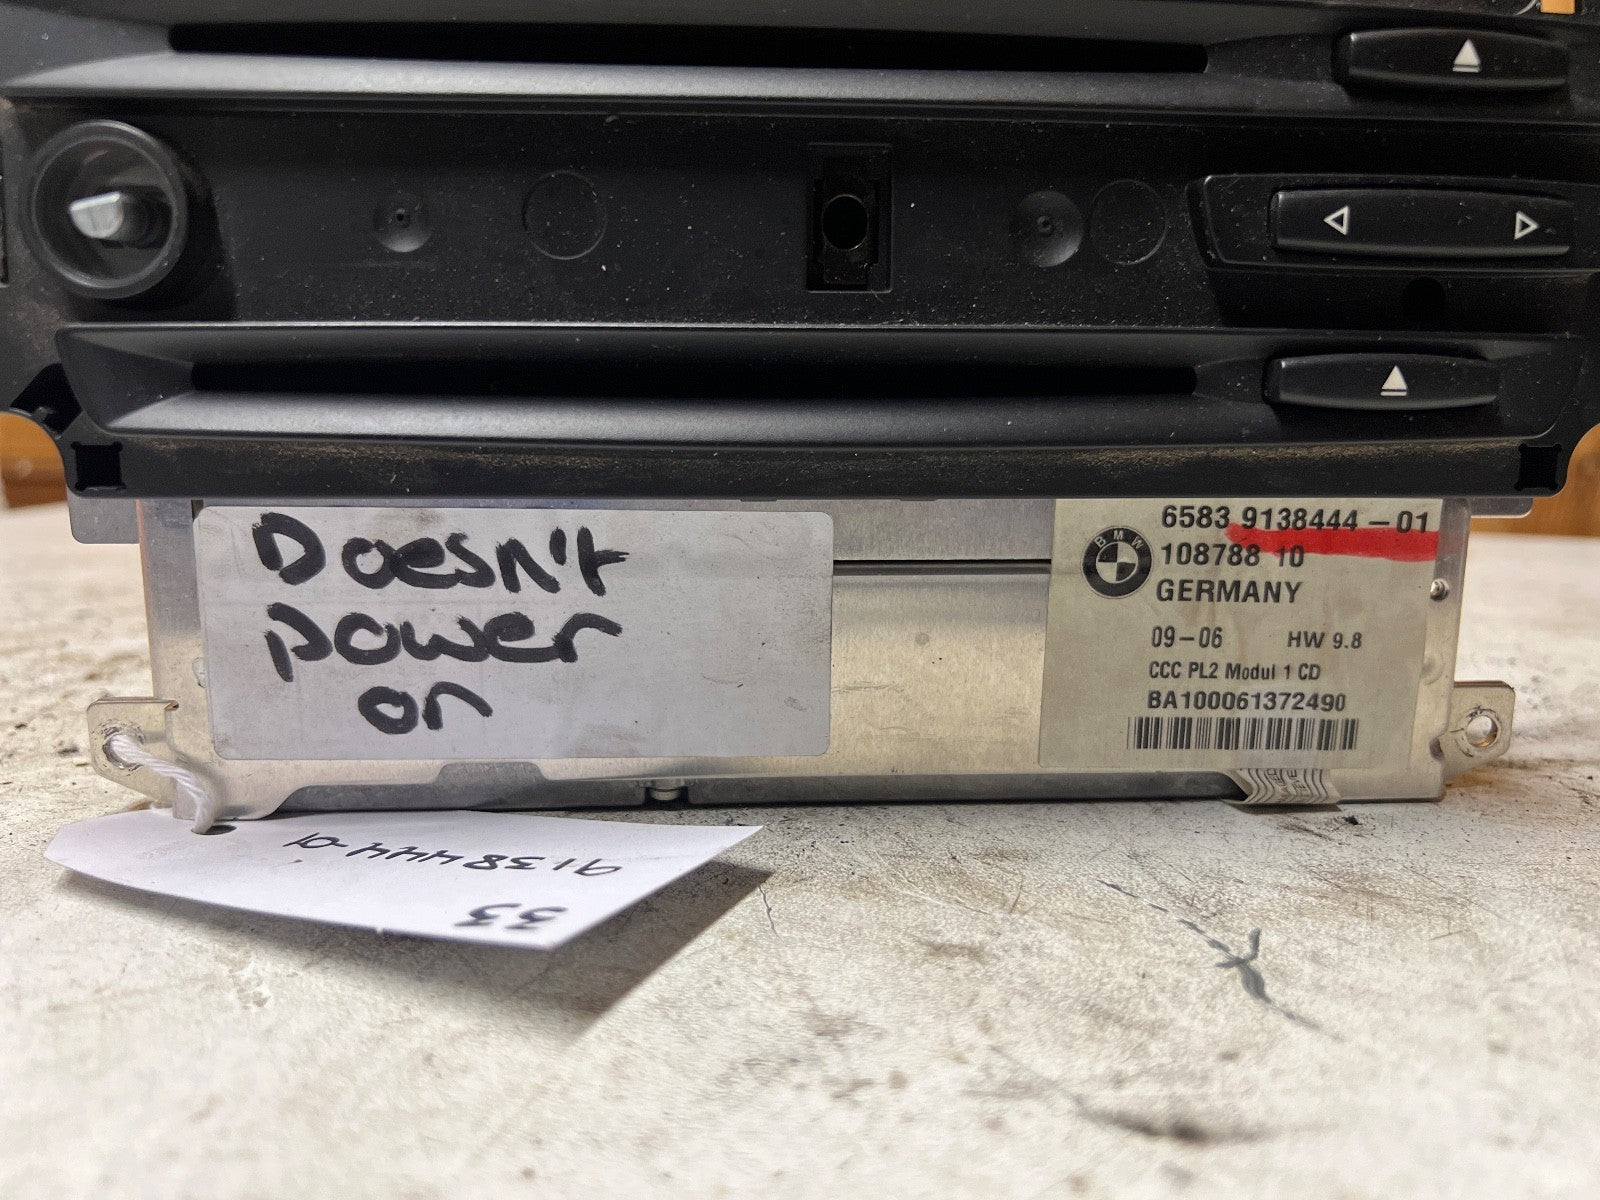 Doesn't
power
on
6583 9138444-01
108788 10
BMW
GERMANY
09-06 HW 9.8
CCC PL2 Modul 1 CD
BA100061372490
9138444-01
33